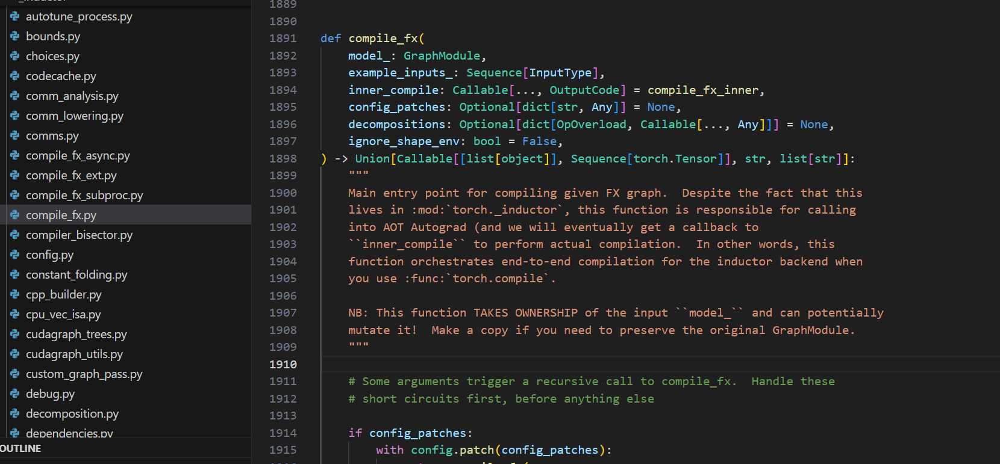 autotune_process.py
bounds.py
choices.py
codecache.py
comm_analysis.py
comm_lowering.py
comms.py
compile_fx_async.py
compile_fx_ext.py
compile_fx_subproc.py
compile_fx.py
compiler_bisector.py
config.py
constant_folding.py
cpp_builder.py
cpu_vec_isa.py
cudagraph_trees.py
cudagraph_utils.py
custom_graph_pass.py
debug.py
decomposition.py
dependencies.py
OUTLINE
1889
1890
1891 def compile_fx(
1892     model_: GraphModule,
1893     example_inputs_: Sequence[InputType],
1894     inner_compile: Callable[..., OutputCode] = compile_fx_inner,
1895     config_patches: Optional[dict[str, Any]] = None,
1896     decompositions: Optional[dict[OpOverload, Callable[..., Any]]] = None,
1897     ignore_shape_env: bool = False,
1898 ) -> Union[Callable[[list[object]], Sequence[torch.Tensor]], str, list[str]]:
1899     """
1900     Main entry point for compiling given FX graph.  Despite the fact that this
1901     lives in :mod:`torch._inductor`, this function is responsible for calling
1902     into AOT Autograd (and we will eventually get a callback to
1903     ``inner_compile`` to perform actual compilation.  In other words, this
1904     function orchestrates end-to-end compilation for the inductor backend when
1905     you use :func:`torch.compile`.
1906
1907     NB: This function TAKES OWNERSHIP of the input ``model_`` and can potentially
1908     mutate it!  Make a copy if you need to preserve the original GraphModule.
1909     """
1910
1911     # Some arguments trigger a recursive call to compile_fx.  Handle these
1912     # short circuits first, before anything else
1913
1914     if config_patches:
1915         with config.patch(config_patches):